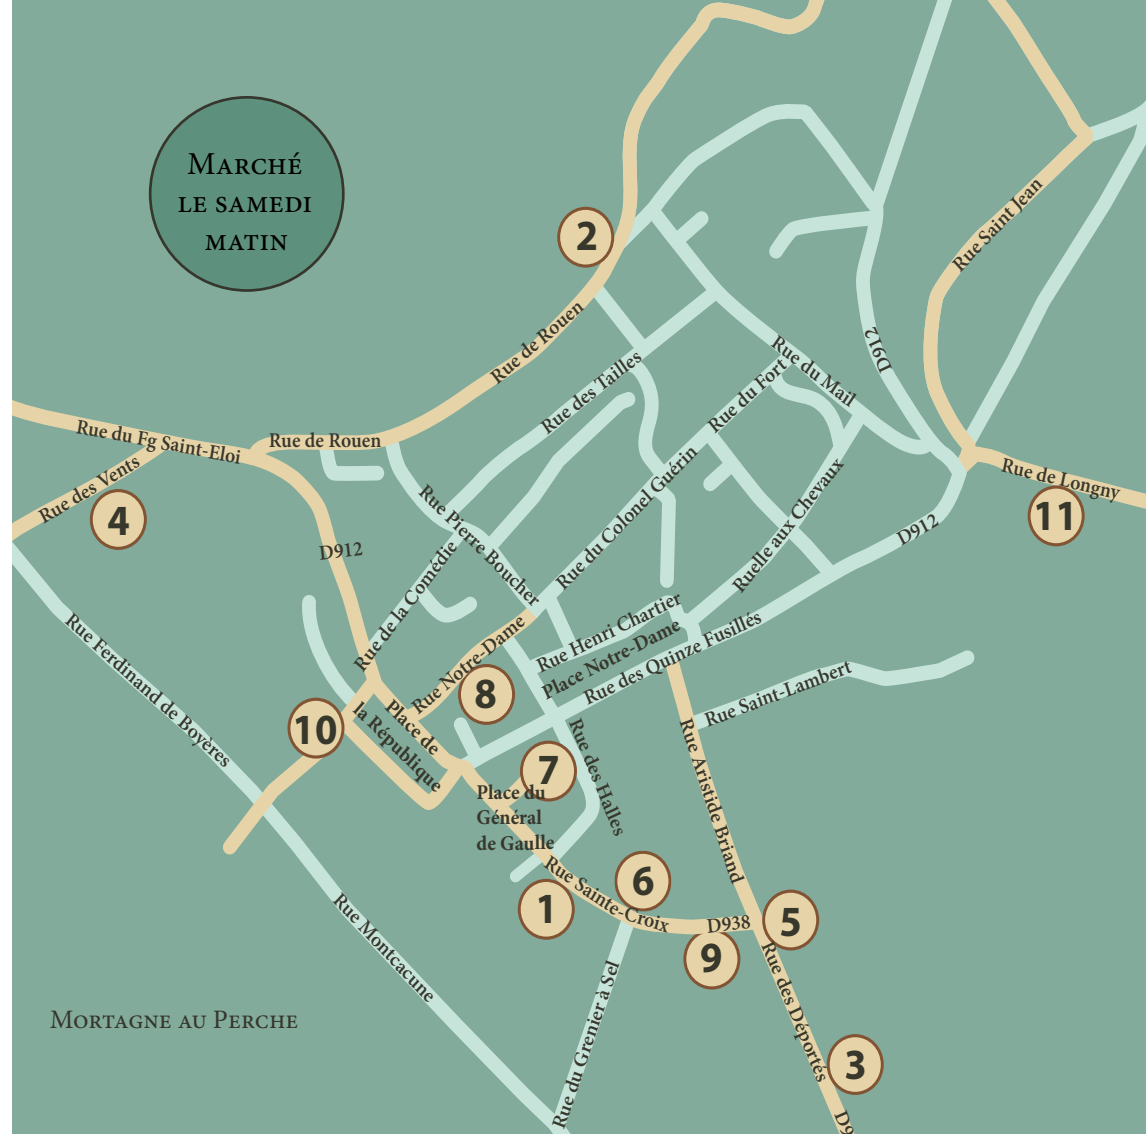 Marché
le samedi
matin
2
Rue Saint Jean
Rue de Rouen
D912
Rue du Mail
Rue des Tailles
Rue du Fort
Rue du Fg Saint-Eloi
Rue de Rouen
Rue des Vents
4
Rue de Longny
11
Rue du Colonel Guérin
Ruelle aux Chevaux
D912
Rue Pierre Boucher
D912
Rue de la Comédie
Rue Henri Chartier
Place Notre-Dame
Rue des Quinze Fusillés
Rue Notre-Dame
8
Rue Ferdinand de Boyères
Rue Saint-Lambert
10
Place de
la République
7
Rue des Halles
Rue Aristide Briand
Place du
Général
de Gaulle
Rue Sainte-Croix
6
1
D938
5
9
Rue Montcacune
Rue des Déportés
Rue du Grenier à Sel
Mortagne au Perche
3
D9